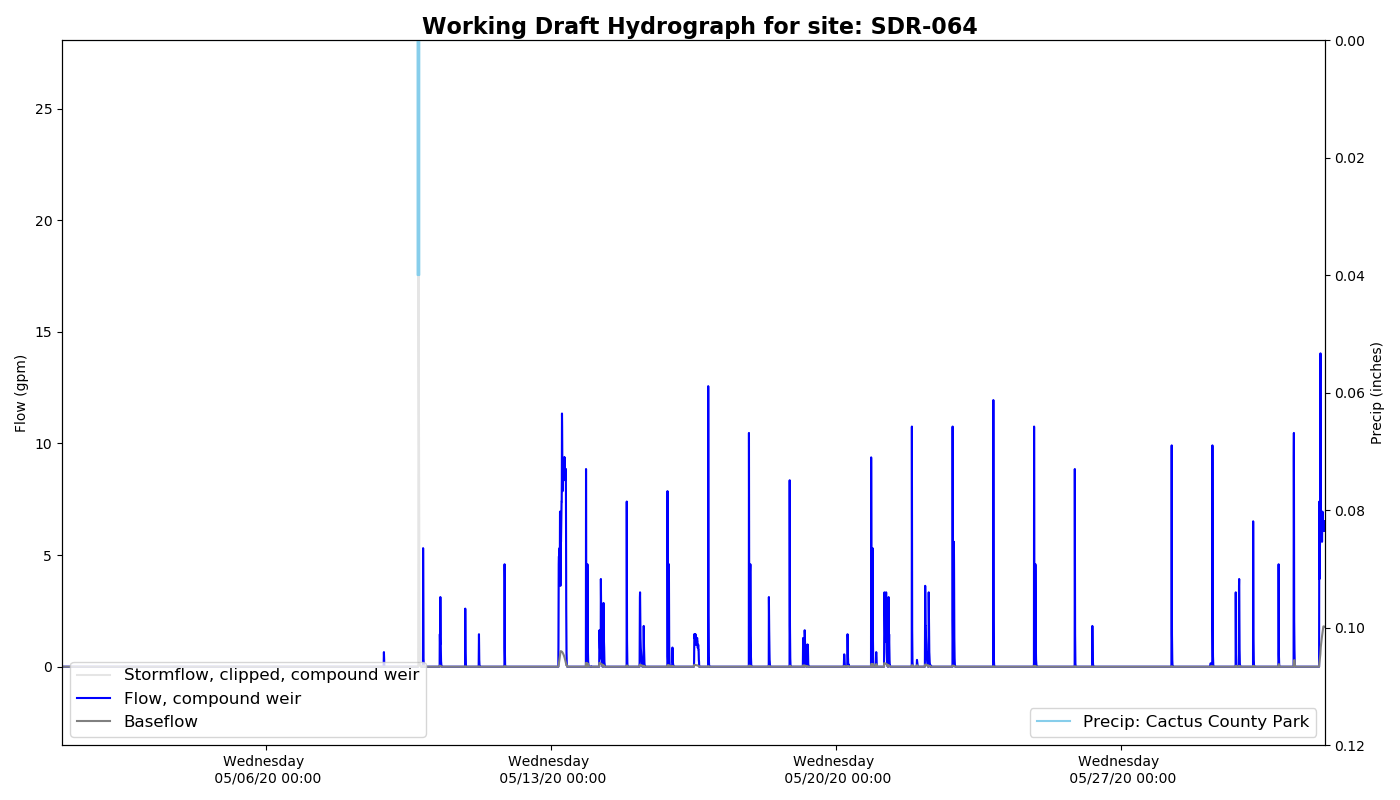 Working Draft Hydrograph for site: SDR-064
Flow (gpm)
25
20
15
10
5
0
Precip (inches)
0.00
0.02
0.04
0.06
0.08
0.10
0.12
Stormflow, clipped, compound weir
Flow, compound weir
Baseflow
Precip: Cactus County Park
Wednesday
05/06/20 00:00
Wednesday
05/13/20 00:00
Wednesday
05/20/20 00:00
Wednesday
05/27/20 00:00